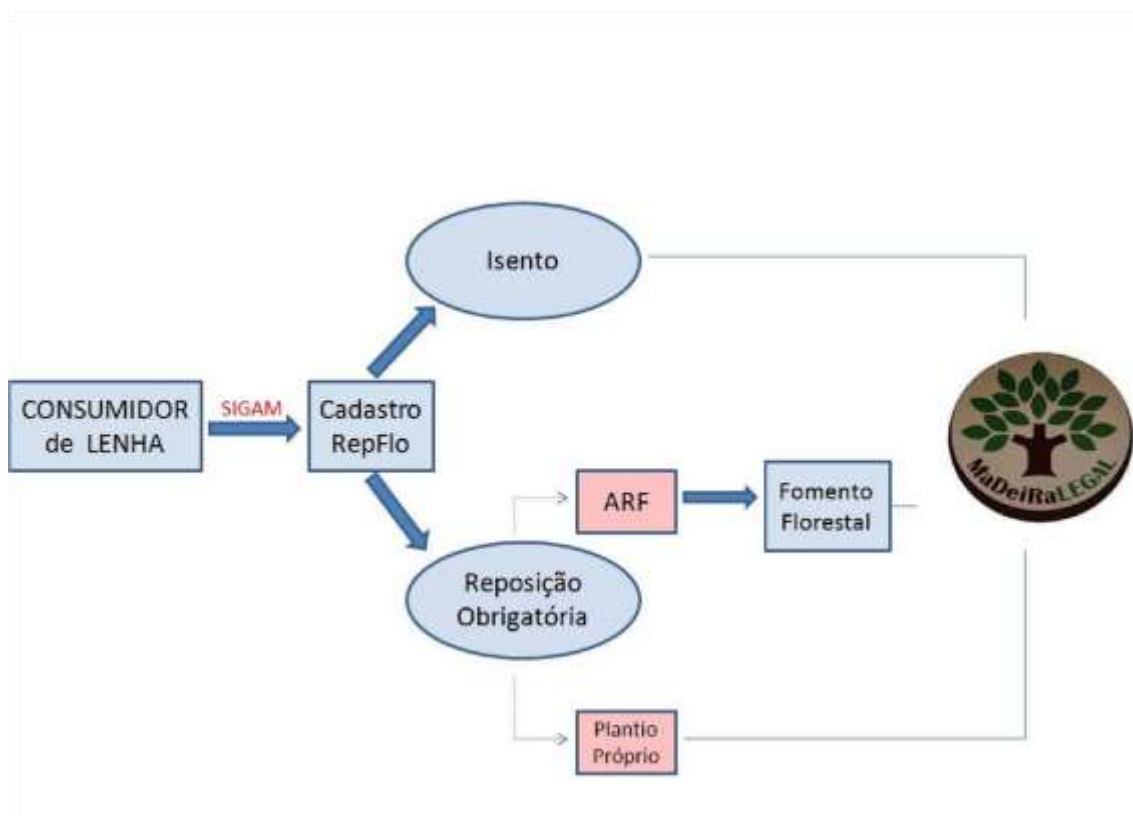 Isento
CONSUMIDOR
de LENHA
SIGAM
Cadastro
RepFlo
ARF
Fomento
Florestal
MaDeiRaLEGAL
Reposição
Obrigatória
Plantio
Próprio